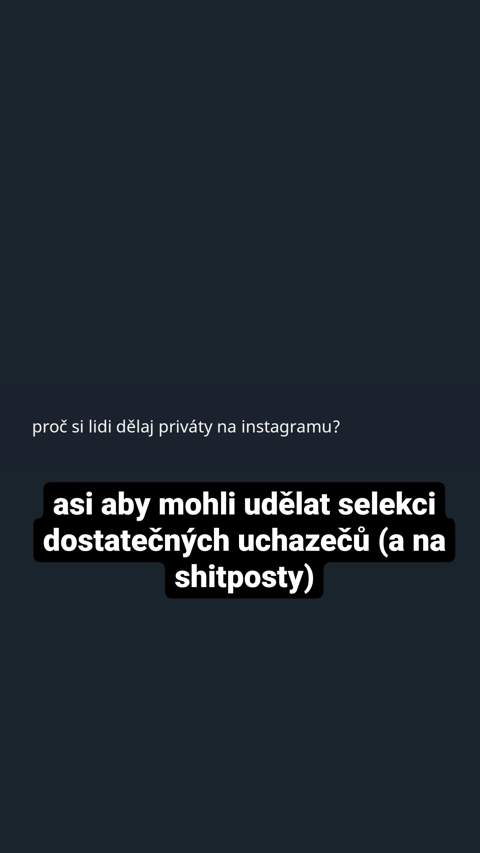 proč si lidi dělaj priváty na instagramu?
asi aby mohli udělat selekci
dostatečných uchazečů (a na
shitposty)